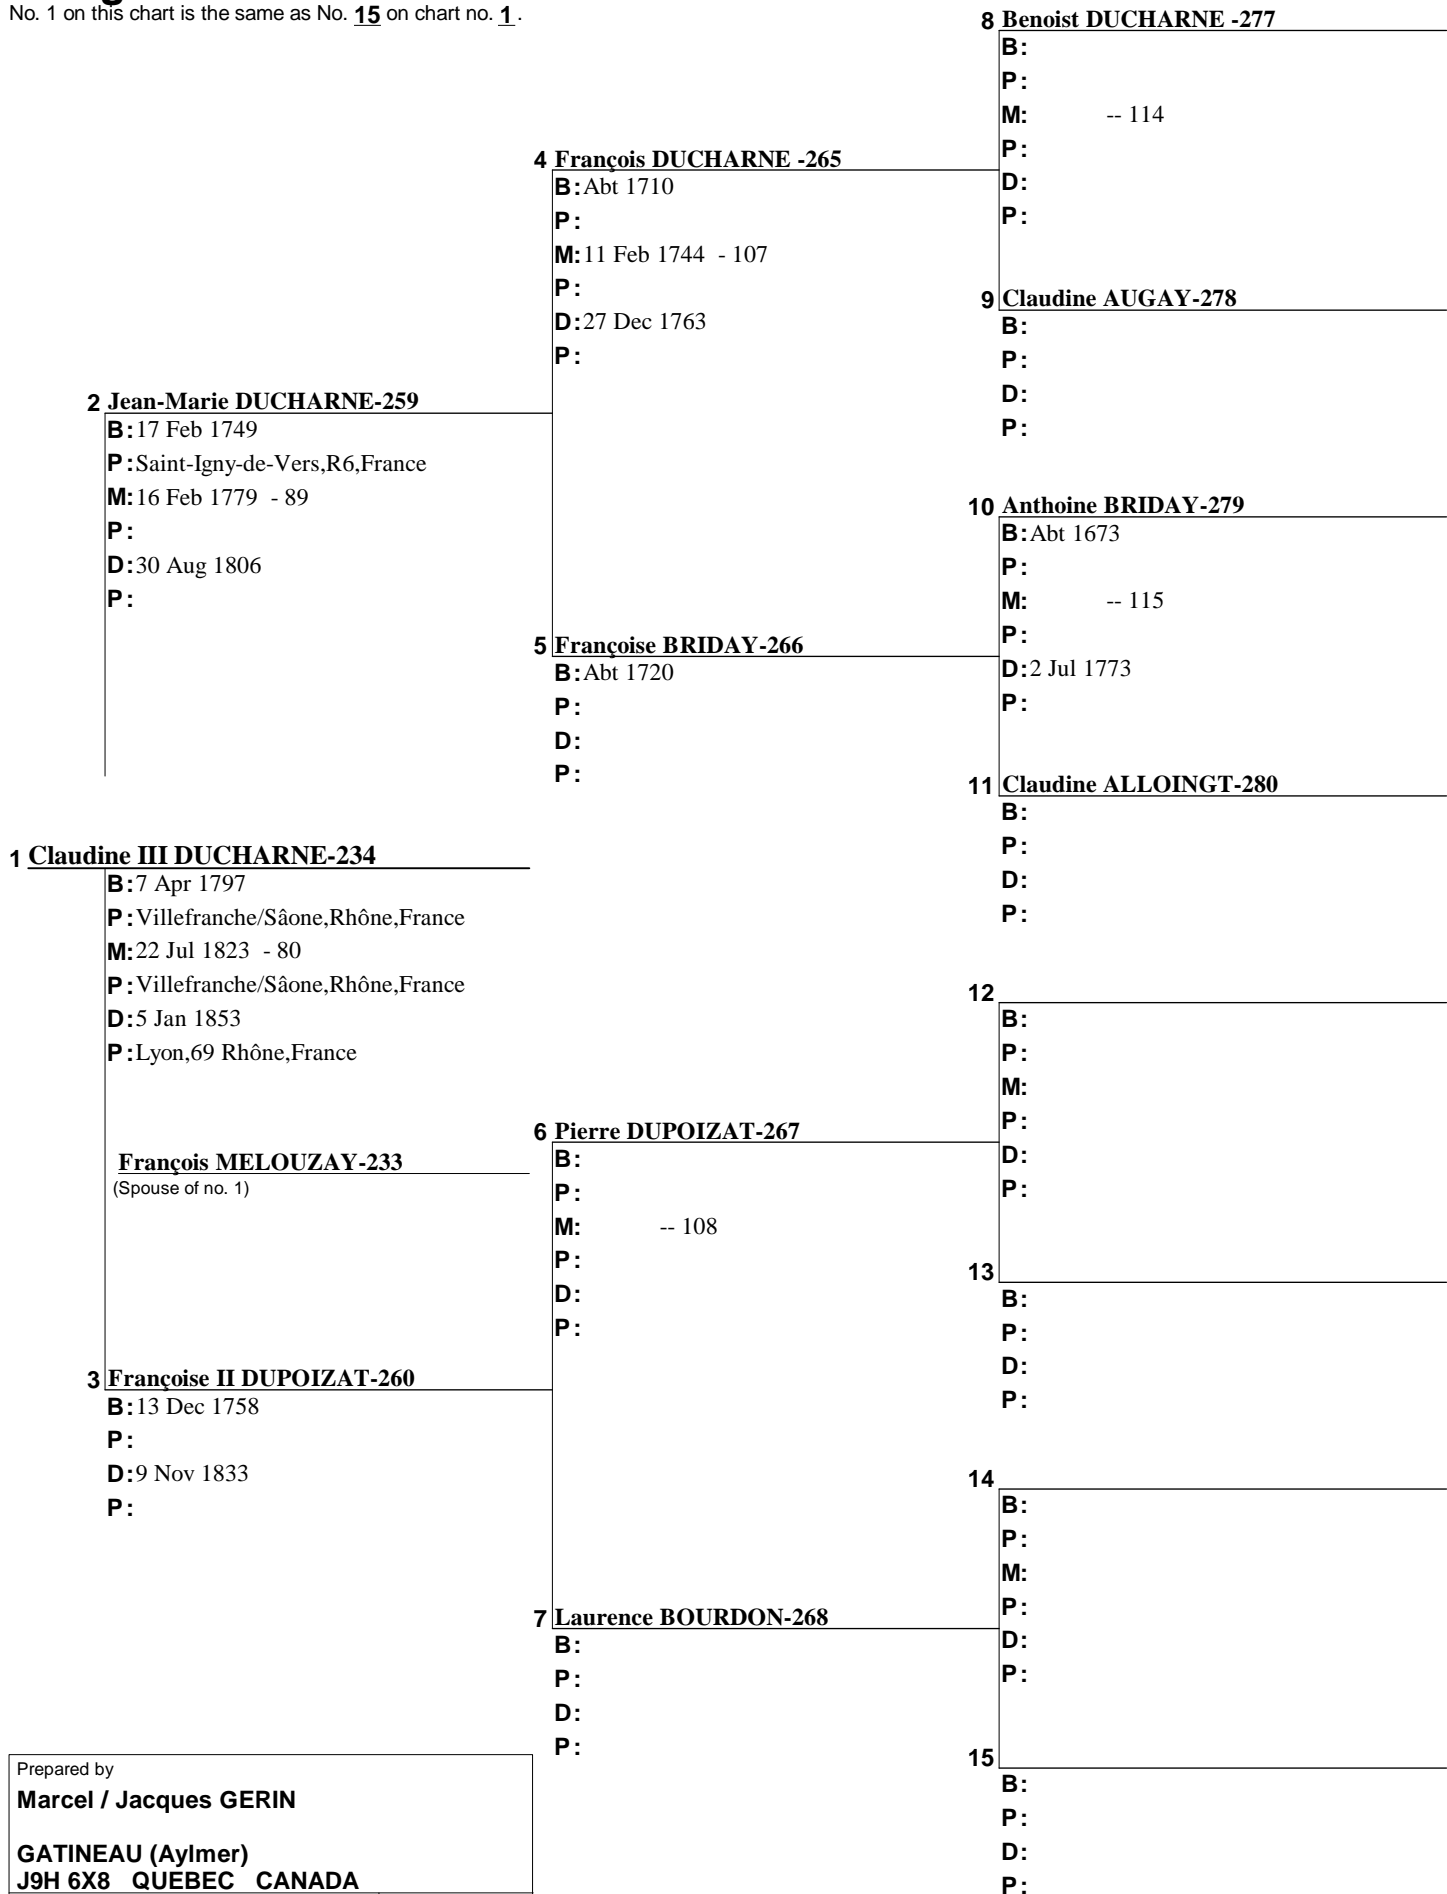 No. 1 on this chart is the same as No. 15 on chart no. 1 .
8 Benoist DUCHARNE -277
B:
P:
M: -- 114
P:
D:
P:
4 François DUCHARNE -265
B:Abt 1710
P:
M:11 Feb 1744 - 107
P:
D:27 Dec 1763
P:
9 Claudine AUGAY-278
B:
P:
D:
P:
2 Jean-Marie DUCHARNE-259
B:17 Feb 1749
P:Saint-Igny-de-Vers,R6,France
M:16 Feb 1779 - 89
P:
D:30 Aug 1806
P:
10 Anthoine BRIDAY-279
B:Abt 1673
P:
M: -- 115
P:
D:2 Jul 1773
P:
5 Françoise BRIDAY-266
B:Abt 1720
P:
D:
P:
11 Claudine ALLOINGT-280
B:
P:
D:
P:
1 Claudine III DUCHARNE-234
B:7 Apr 1797
P:Villefranche/Sâone,Rhône,France
M:22 Jul 1823 - 80
P:Villefranche/Sâone,Rhône,France
D:5 Jan 1853
P:Lyon,69 Rhône,France
François MELOUZAY-233
(Spouse of no. 1)
12
B:
P:
M:
P:
D:
P:
6 Pierre DUPOIZAT-267
B:
P:
M: -- 108
P:
D:
P:
13
B:
P:
D:
P:
3 Françoise II DUPOIZAT-260
B:13 Dec 1758
P:
D:9 Nov 1833
P:
14
B:
P:
M:
P:
D:
P:
7 Laurence BOURDON-268
B:
P:
D:
P:
15
B:
P:
D:
P:
Prepared by
Marcel / Jacques GERIN
GATINEAU (Aylmer)
J9H 6X8 QUEBEC CANADA